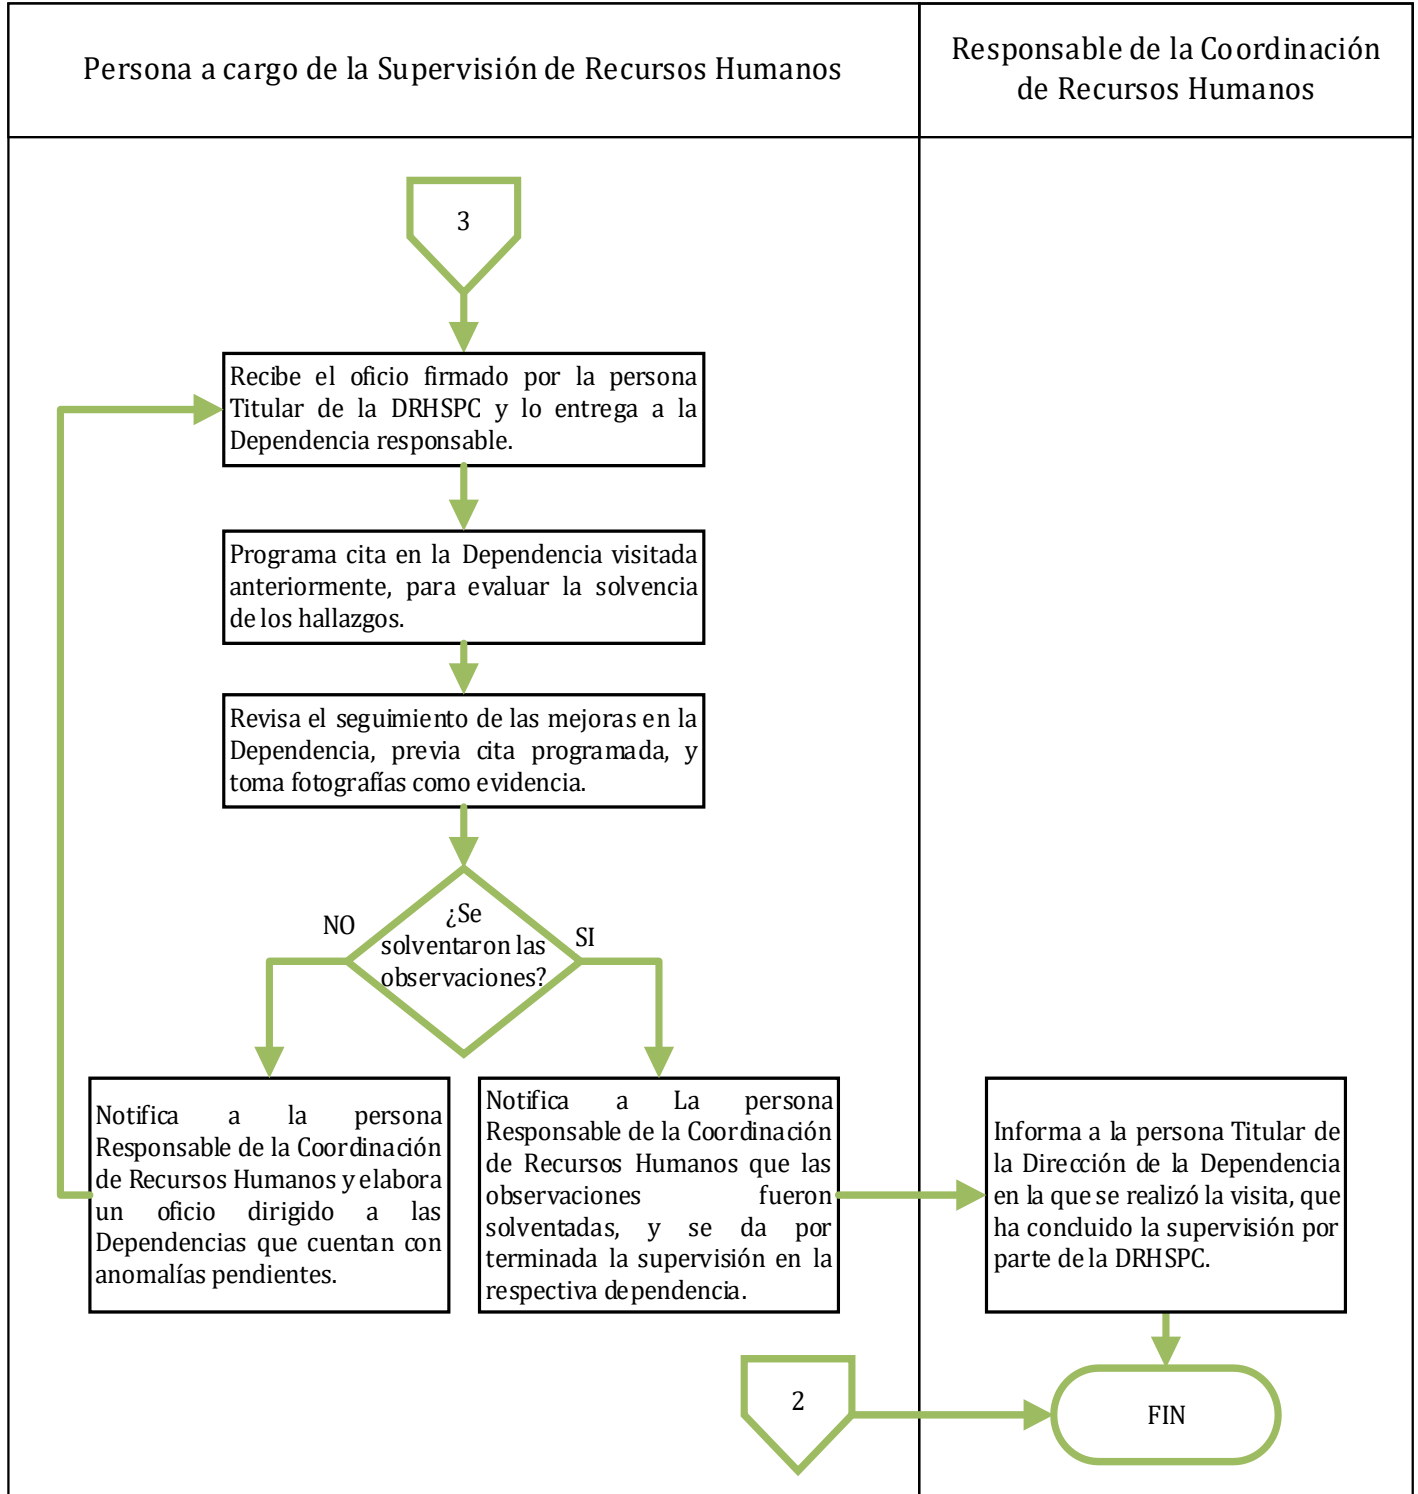 Persona a cargo de la Supervisión de Recursos Humanos
Responsable de la Coordinación
de Recursos Humanos
3
Recibe el oficio firmado por la persona
Titular de la DRHSPC y lo entrega a la
Dependencia responsable.
Programa cita en la Dependencia visitada
anteriormente, para evaluar la solvencia
de los hallazgos.
Revisa el seguimiento de las mejoras en la
Dependencia, previa cita programada, y
toma fotografías como evidencia.
¿Se
solventaron las
observaciones?
NO
SI
Notifica a la persona
Responsable de la Coordinación
de Recursos Humanos y elabora
un oficio dirigido a las
Dependencias que cuentan con
anomalías pendientes.
Notifica a La persona
Responsable de la Coordinación
de Recursos Humanos que las
observaciones fueron
solventadas, y se da por
terminada la supervisión en la
respectiva dependencia.
Informa a la persona Titular de
la Dirección de la Dependencia
en la que se realizó la visita, que
ha concluido la supervisión por
parte de la DRHSPC.
2
FIN